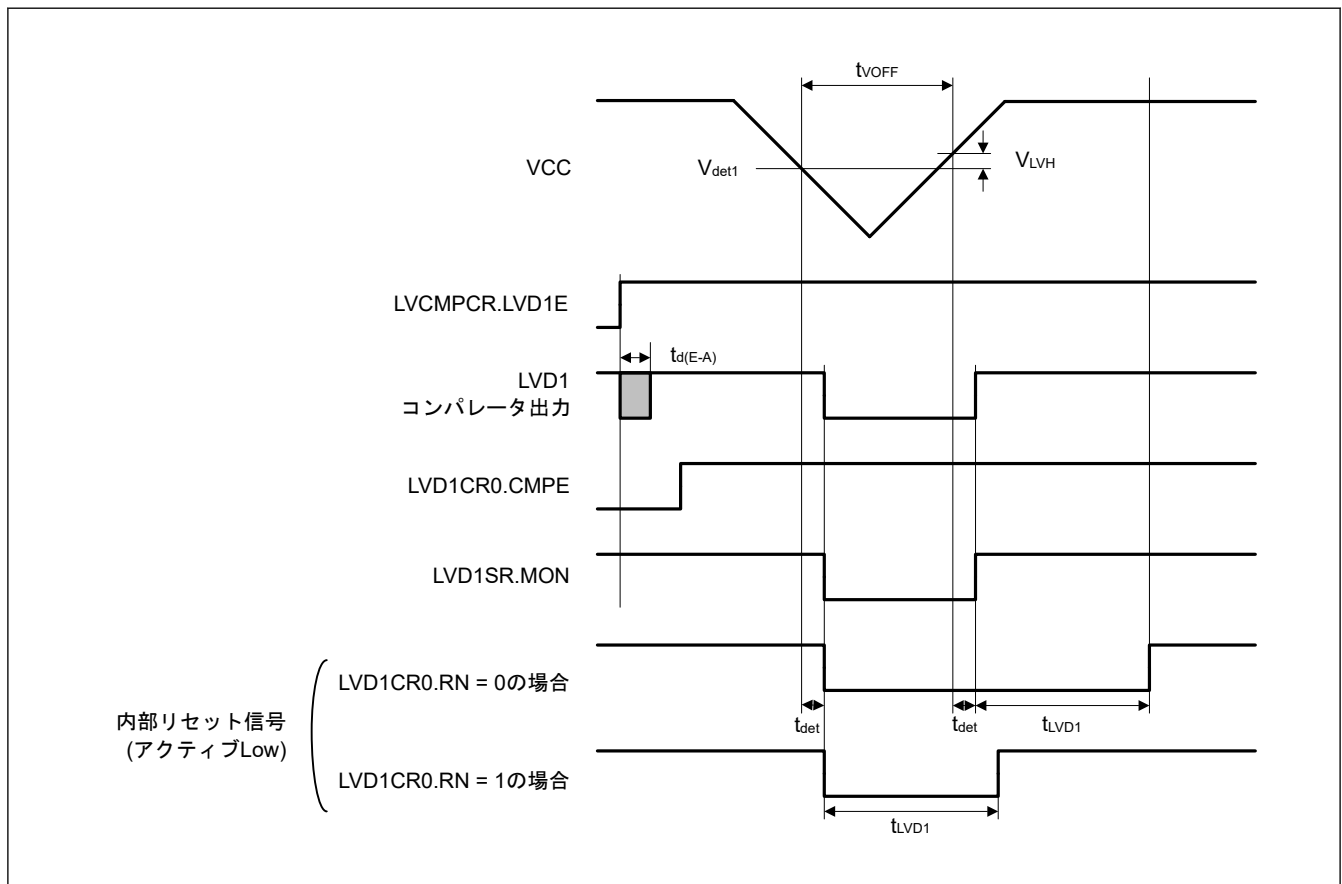 tVOFF
VCC
Vdet1
VLVH
LVCMPCR.LVD1E
td(E-A)
LVD1
コンパレータ出力
LVD1CR0.CMPE
LVD1SR.MON
LVD1CR0.RN = 0の場合
tdet
tdet
tLVD1
内部リセット信号
(アクティブLow)
LVD1CR0.RN = 1の場合
tLVD1